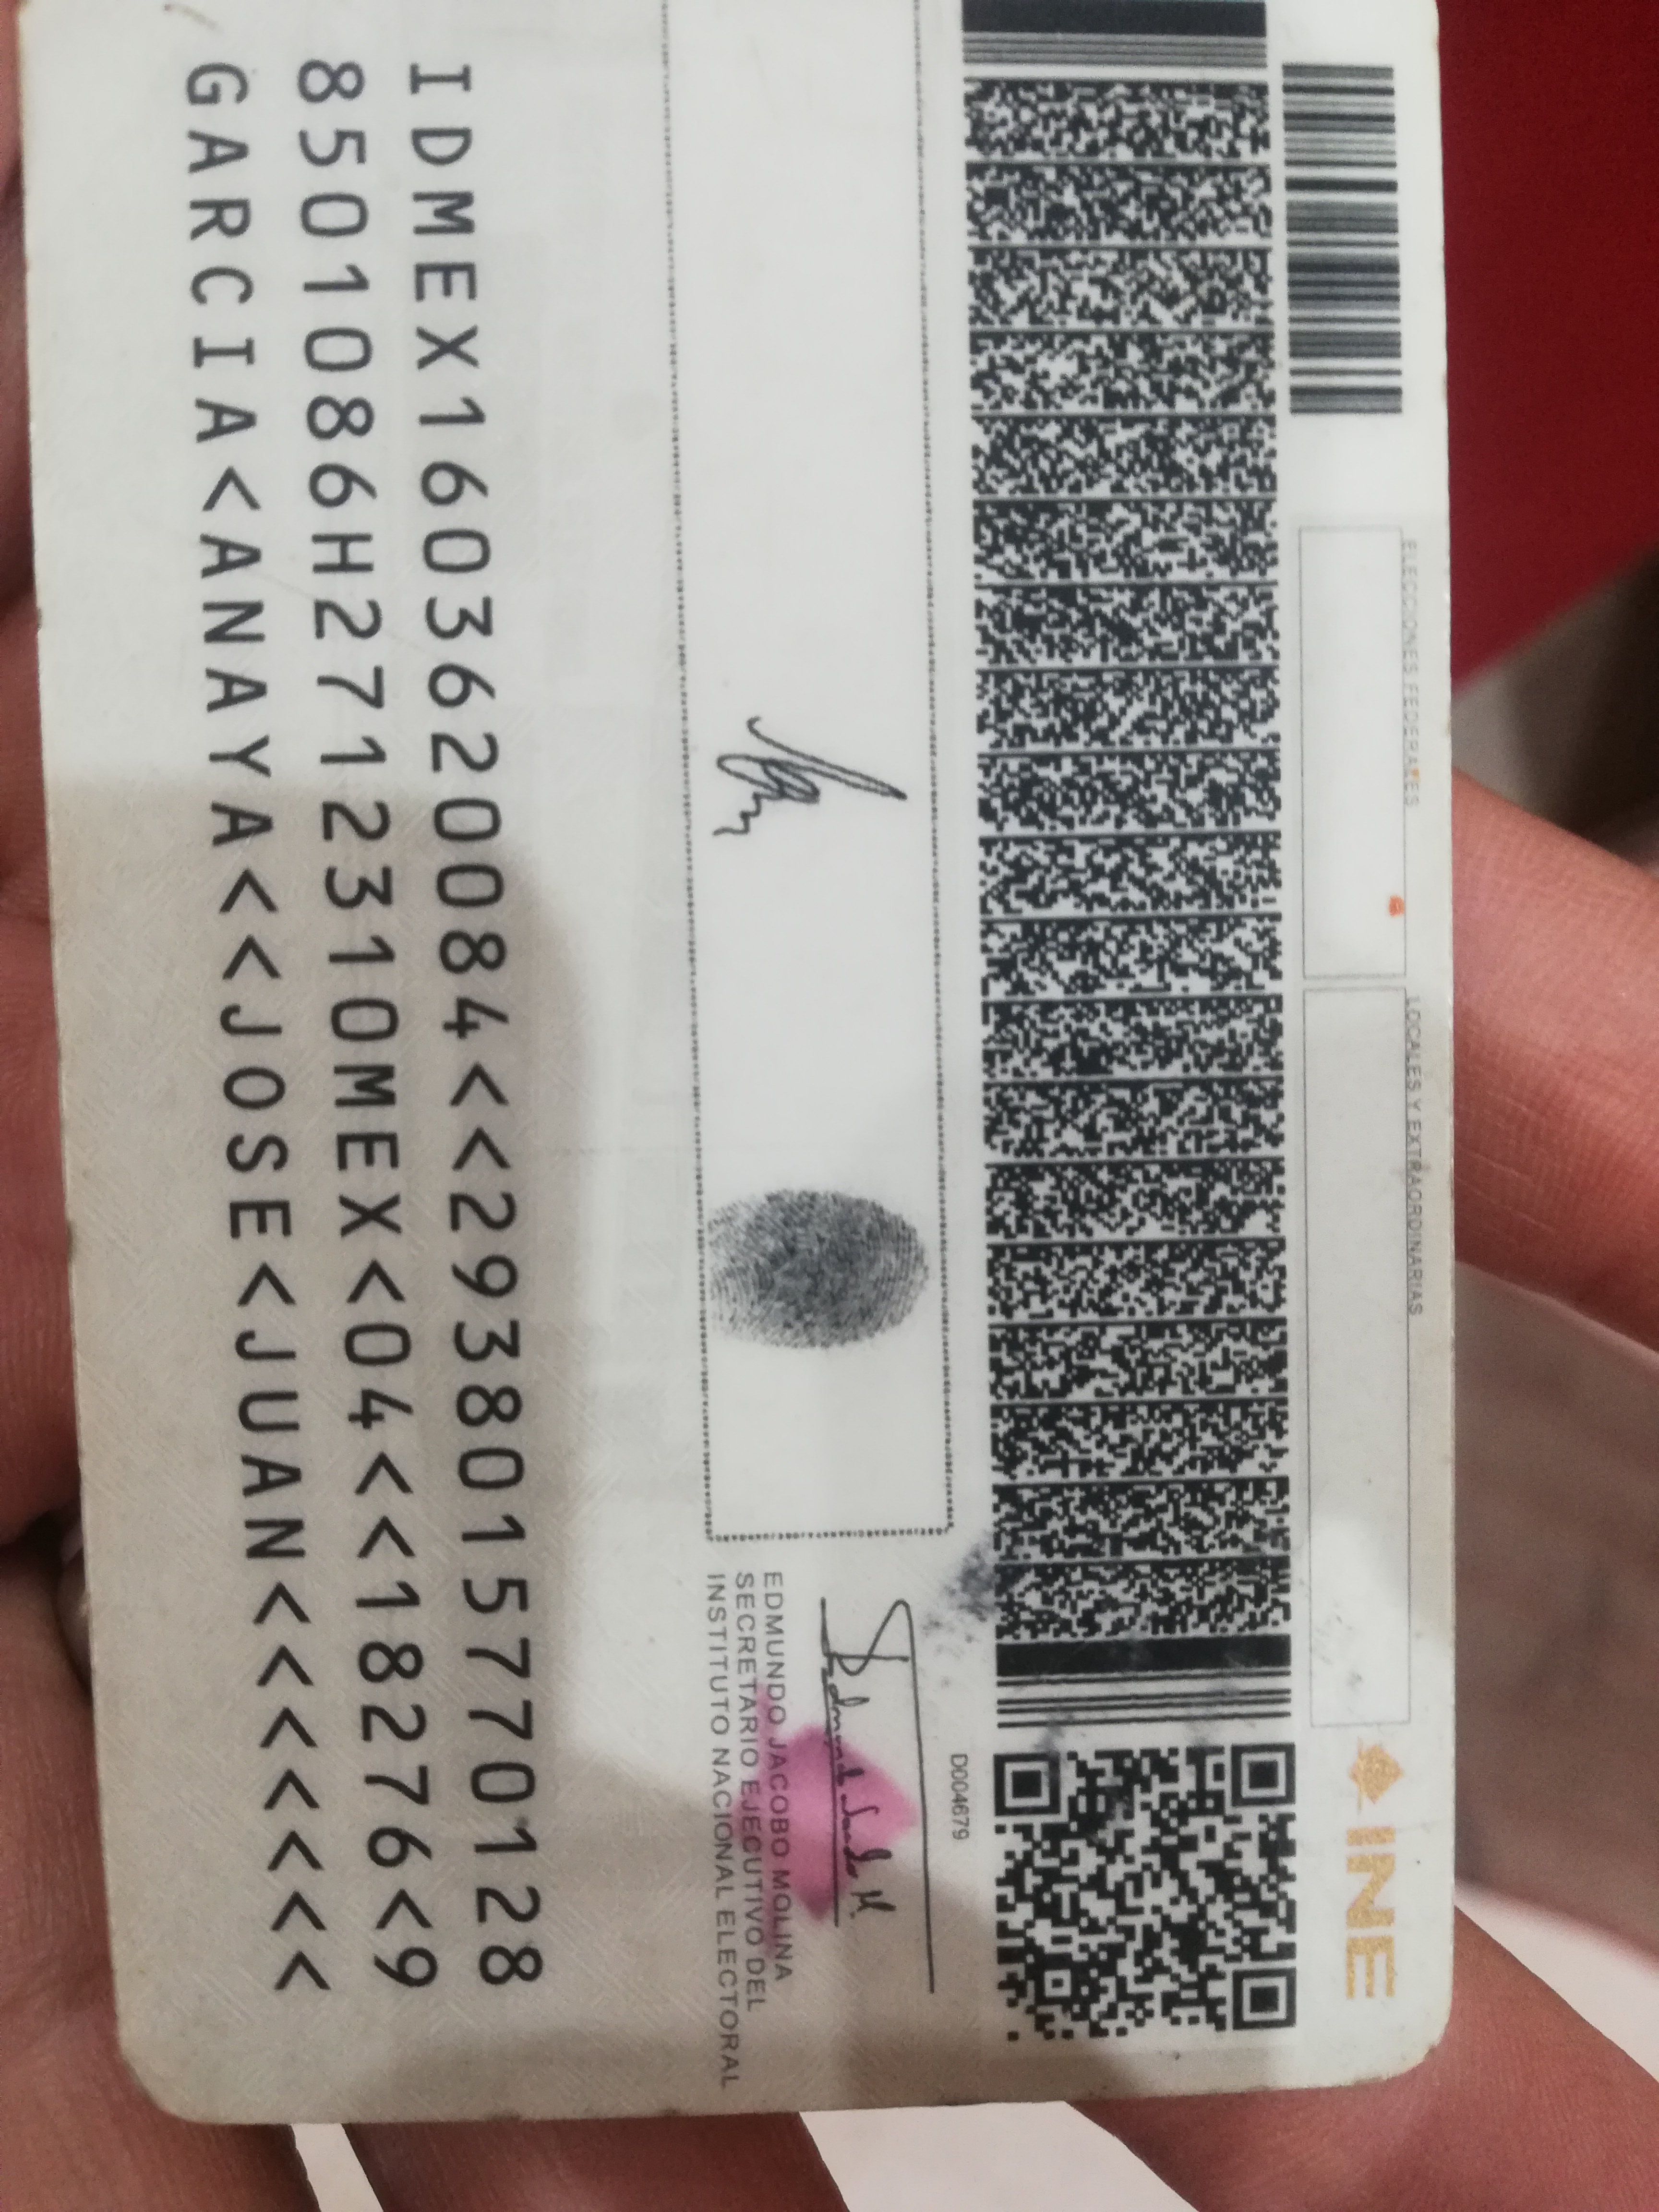 INE
ELECCIONES FEDERALES
LOCALES Y EXTRAORDINARIAS
D004679
EDMUNDO JACOBO MOLINA
SECRETARIO EJECUTIVO DEL
INSTITUTO NACIONAL ELECTORAL
IDMEX1603620084<<2938015770128
8501086H2712310MEX<04<<18276<9
GARCIA<ANAYA<<JOSE<JUAN<<<<<<<